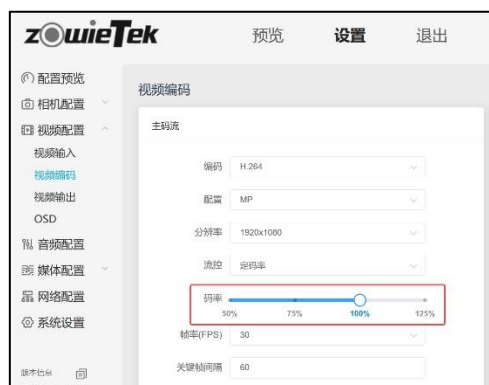 zowieTek 预览 设置 退出
配置预览
相机配置
视频配置
视频输入
视频编码
视频输出
OSD
音频配置
媒体配置
网络配置
系统设置
版本信息
视频编码
主码流
编码 H.264
配置 MP
分辨率 1920x1080
流控 定码率
码率
50% 75% 100% 125%
帧率(FPS) 30
关键帧间隔 60